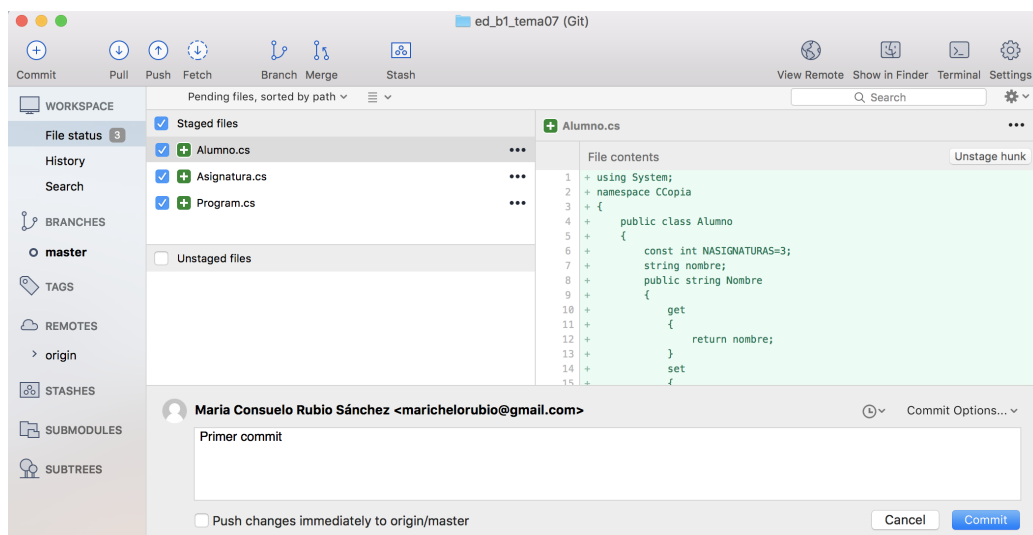 ed_b1_tema07 (Git)
Commit Pull Push Fetch Branch Merge Stash View Remote Show in Finder Terminal Settings
WORKSPACE
File status 3
History
Search
BRANCHES
master
TAGS
REMOTES
origin
STASHES
SUBMODULES
SUBTREES
Pending files, sorted by path
Search
Staged files
Alumno.cs
Asignatura.cs
Program.cs
Unstaged files
Alumno.cs
File contents Unstage hunk
1 + using System;
2 + namespace CCopia
3 + {
4 + public class Alumno
5 + {
6 + const int NASIGNATURAS=3;
7 + string nombre;
8 + public string Nombre
9 + {
10 + get
11 + {
12 + return nombre;
13 + }
14 + set
15 + {
Maria Consuelo Rubio Sánchez <marichelorubio@gmail.com>
Commit Options...
Primer commit
Push changes immediately to origin/master
Cancel Commit